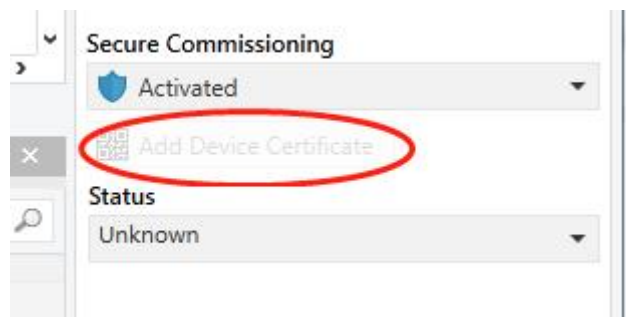 Secure Commissioning
Activated
Add Device Certificate
Status
Unknown